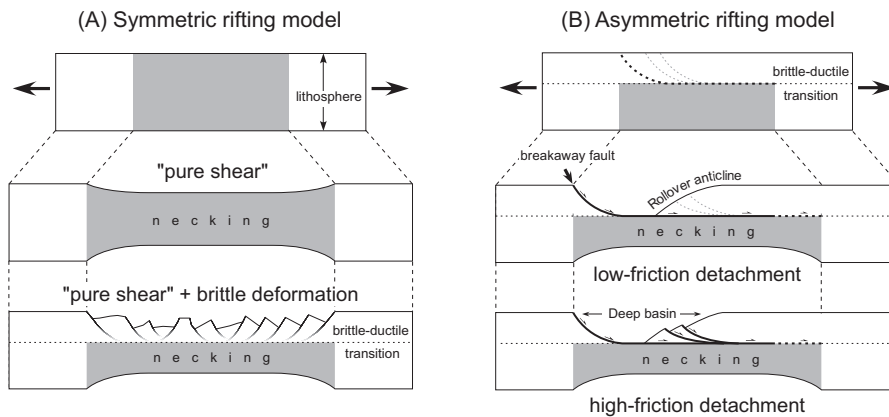 (A) Symmetric rifting model
lithosphere
"pure shear"
necking
"pure shear" + brittle deformation
brittle-ductile
transition
necking
(B) Asymmetric rifting model
brittle-ductile
transition
breakaway fault
Rollover anticline
necking
low-friction detachment
Deep basin
necking
high-friction detachment